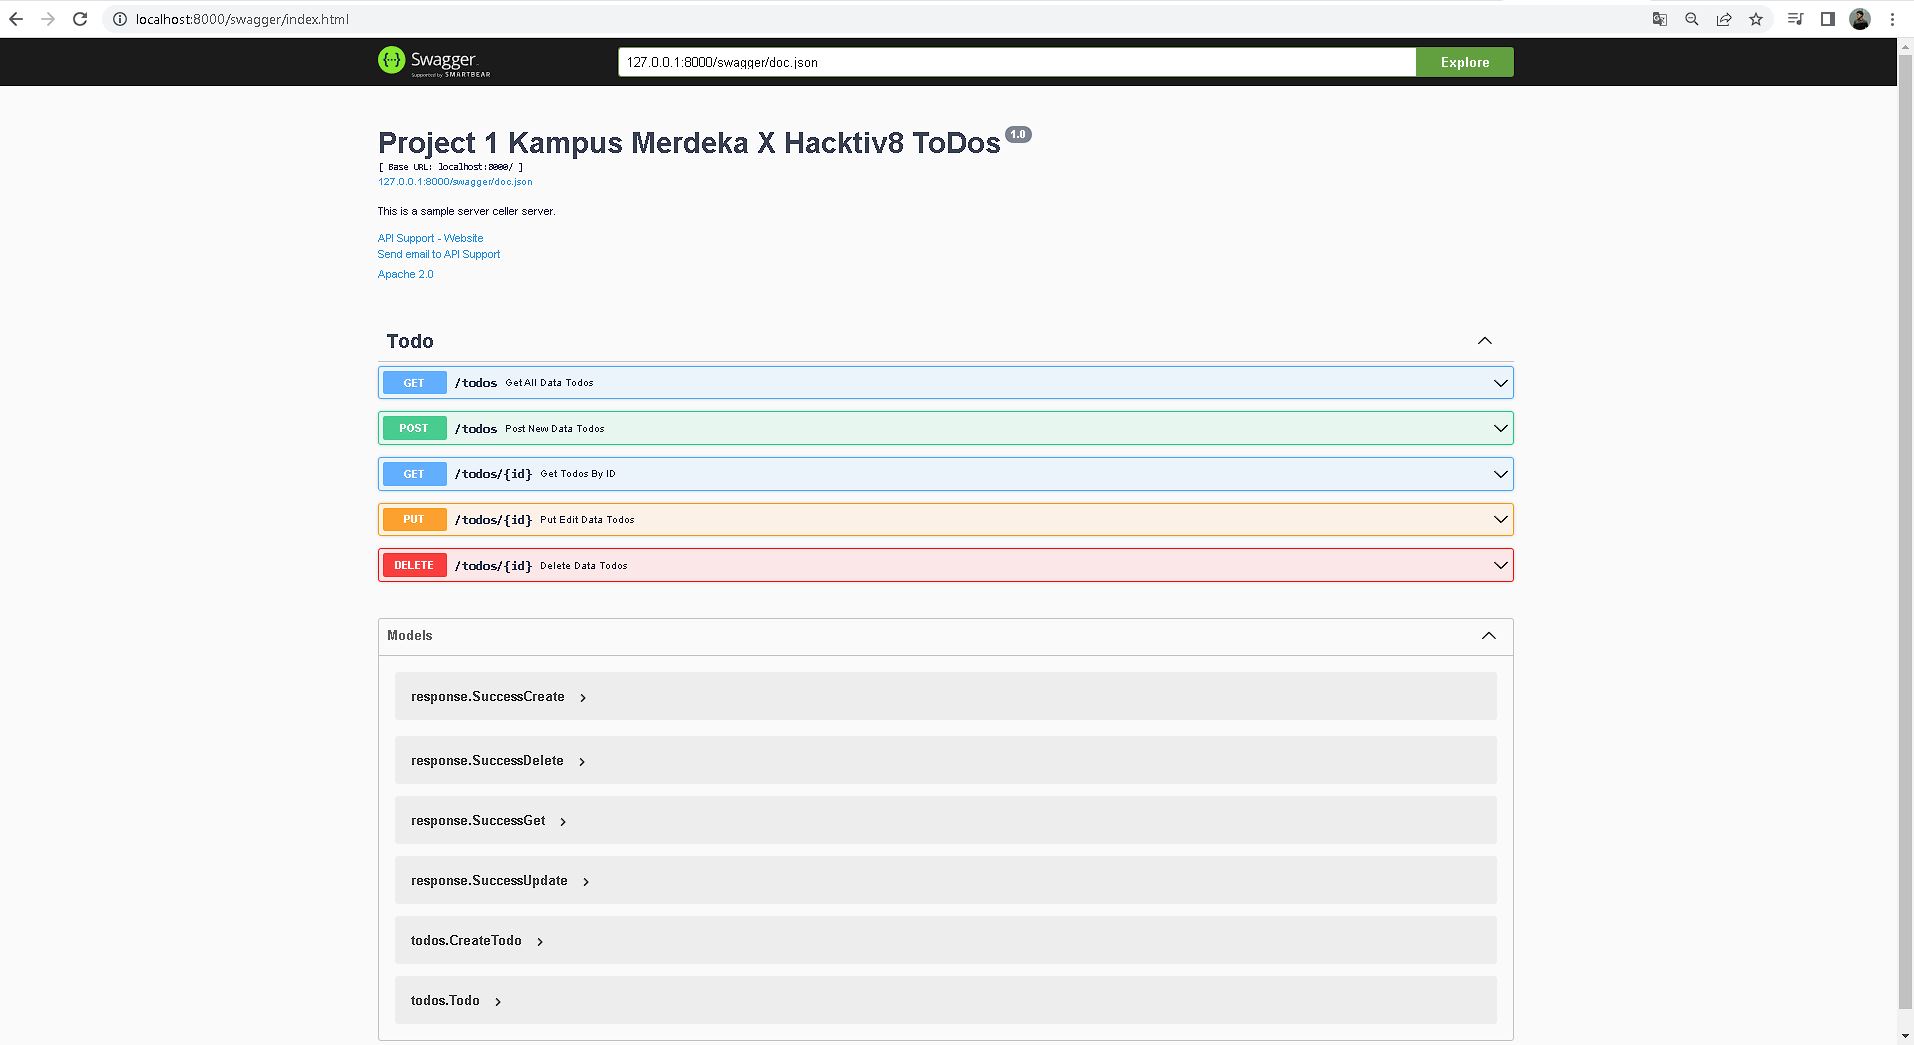 localhost:8000/swagger/index.html
Swagger
Supported by SMARTBEAR
127.0.0.1:8000/swagger/doc.json
Explore
Project 1 Kampus Merdeka X Hacktiv8 ToDos 1.0
[ Base URL: localhost:8000/ ]
127.0.0.1:8000/swagger/doc.json
This is a sample server celler server.
API Support - Website
Send email to API Support
Apache 2.0
Todo
GET /todos Get All Data Todos
POST /todos Post New Data Todos
GET /todos/{id} Get Todos By ID
PUT /todos/{id} Put Edit Data Todos
DELETE /todos/{id} Delete Data Todos
Models
response.SuccessCreate
response.SuccessDelete
response.SuccessGet
response.SuccessUpdate
todos.CreateTodo
todos.Todo